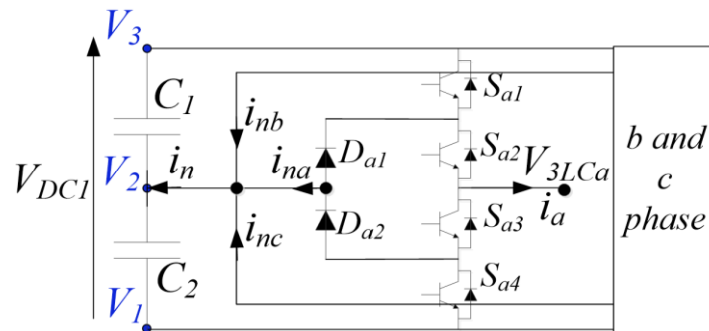 V3
C1
inb
Sa1
VDC1
V2
in
ina
Da1
Sa2
V3LCa
ia
b and
c
phase
inc
Da2
Sa3
C2
V1
Sa4